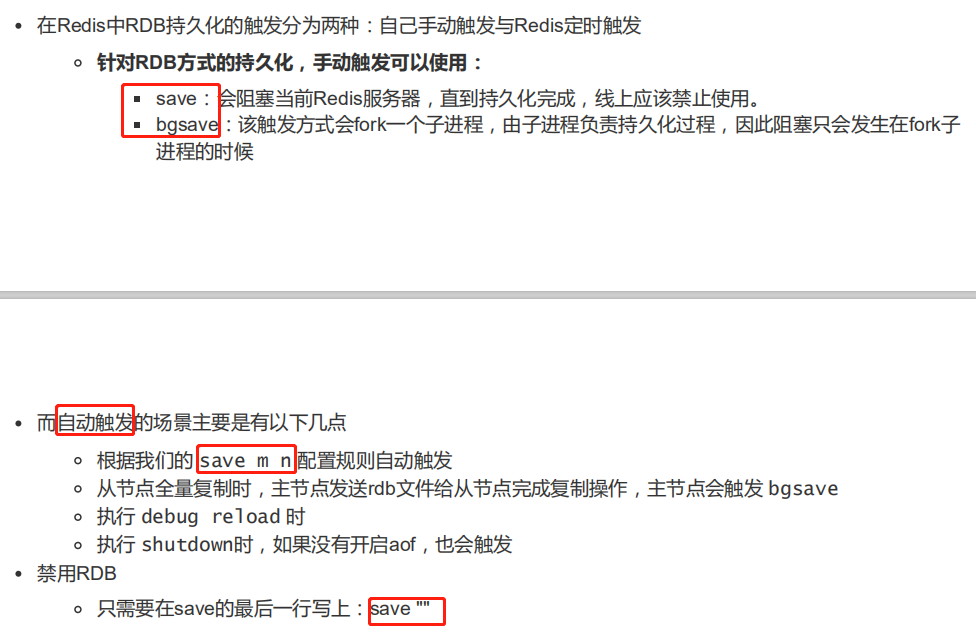 在Redis中RDB持久化的触发分为两种：自己手动触发与Redis定时触发
针对RDB方式的持久化，手动触发可以使用：
save：会阻塞当前Redis服务器，直到持久化完成，线上应该禁止使用。
bgsave：该触发方式会fork一个子进程，由子进程负责持久化过程，因此阻塞只会发生在fork子
进程的时候
而自动触发的场景主要是有以下几点
根据我们的 save m n 配置规则自动触发
从节点全量复制时，主节点发送rdb文件给从节点完成复制操作，主节点会触发 bgsave
执行 debug reload 时
执行 shutdown时，如果没有开启aof，也会触发
禁用RDB
只需要在save的最后一行写上：save ""